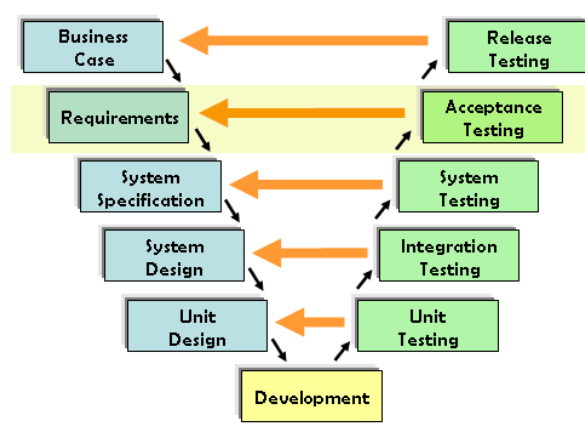 Business
Case
Release
Testing
Requirements
Acceptance
Testing
System
Specification
System
Testing
System
Design
Integration
Testing
Unit
Design
Unit
Testing
Development